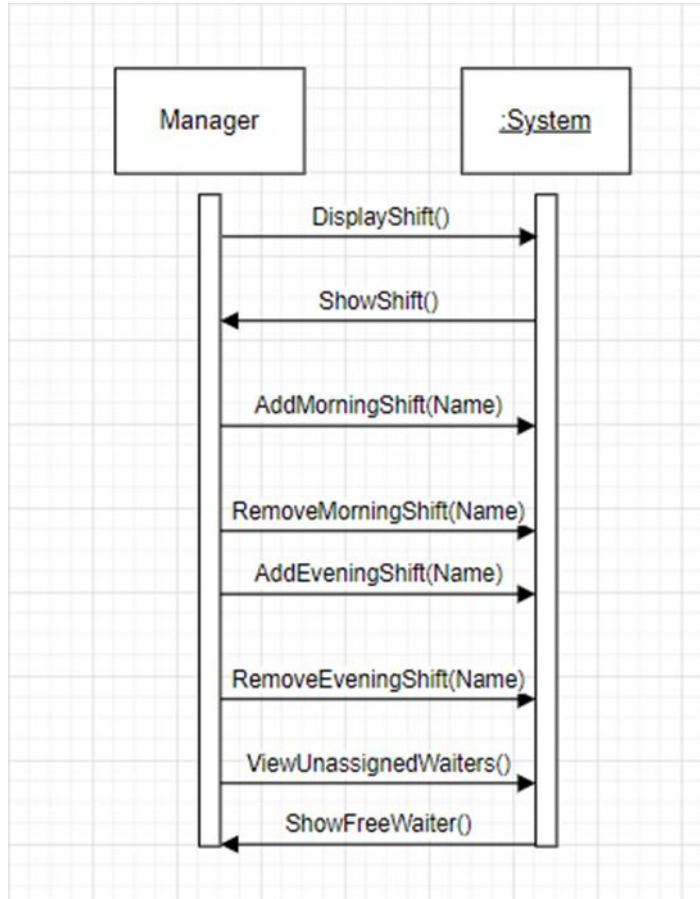 Manager
:System
DisplayShift()
ShowShift()
AddMorningShift(Name)
RemoveMorningShift(Name)
AddEveningShift(Name)
RemoveEveningShift(Name)
ViewUnassignedWaiters()
ShowFreeWaiter()